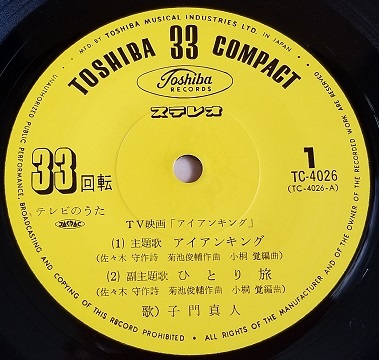 MFD. BY TOSHIBA MUSICAL INDUSTRIES LTD. IN JAPAN
TOSHIBA 33 COMPACT
Toshiba
RECORDS
ステレオ
33回転
1
TC-4026
(TC-4026-A)
テレビのうた
TV映画「アイアンキング」
(1) 主題歌 アイアンキング
(佐々木 守作詩 菊池俊輔作曲 小桐 覚編曲)
(2) 副主題歌 ひとり旅
(佐々木 守作詩 菊池俊輔作曲 小桐 覚編曲)
歌) 子門真人
ALL RIGHTS OF THE MANUFACTURER AND OF THE OWNER OF THE RECORDED WORK ARE RESERVED.
UNAUTHORIZED PUBLIC PERFORMANCE, BROADCASTING AND COPYING OF THIS RECORD PROHIBITED